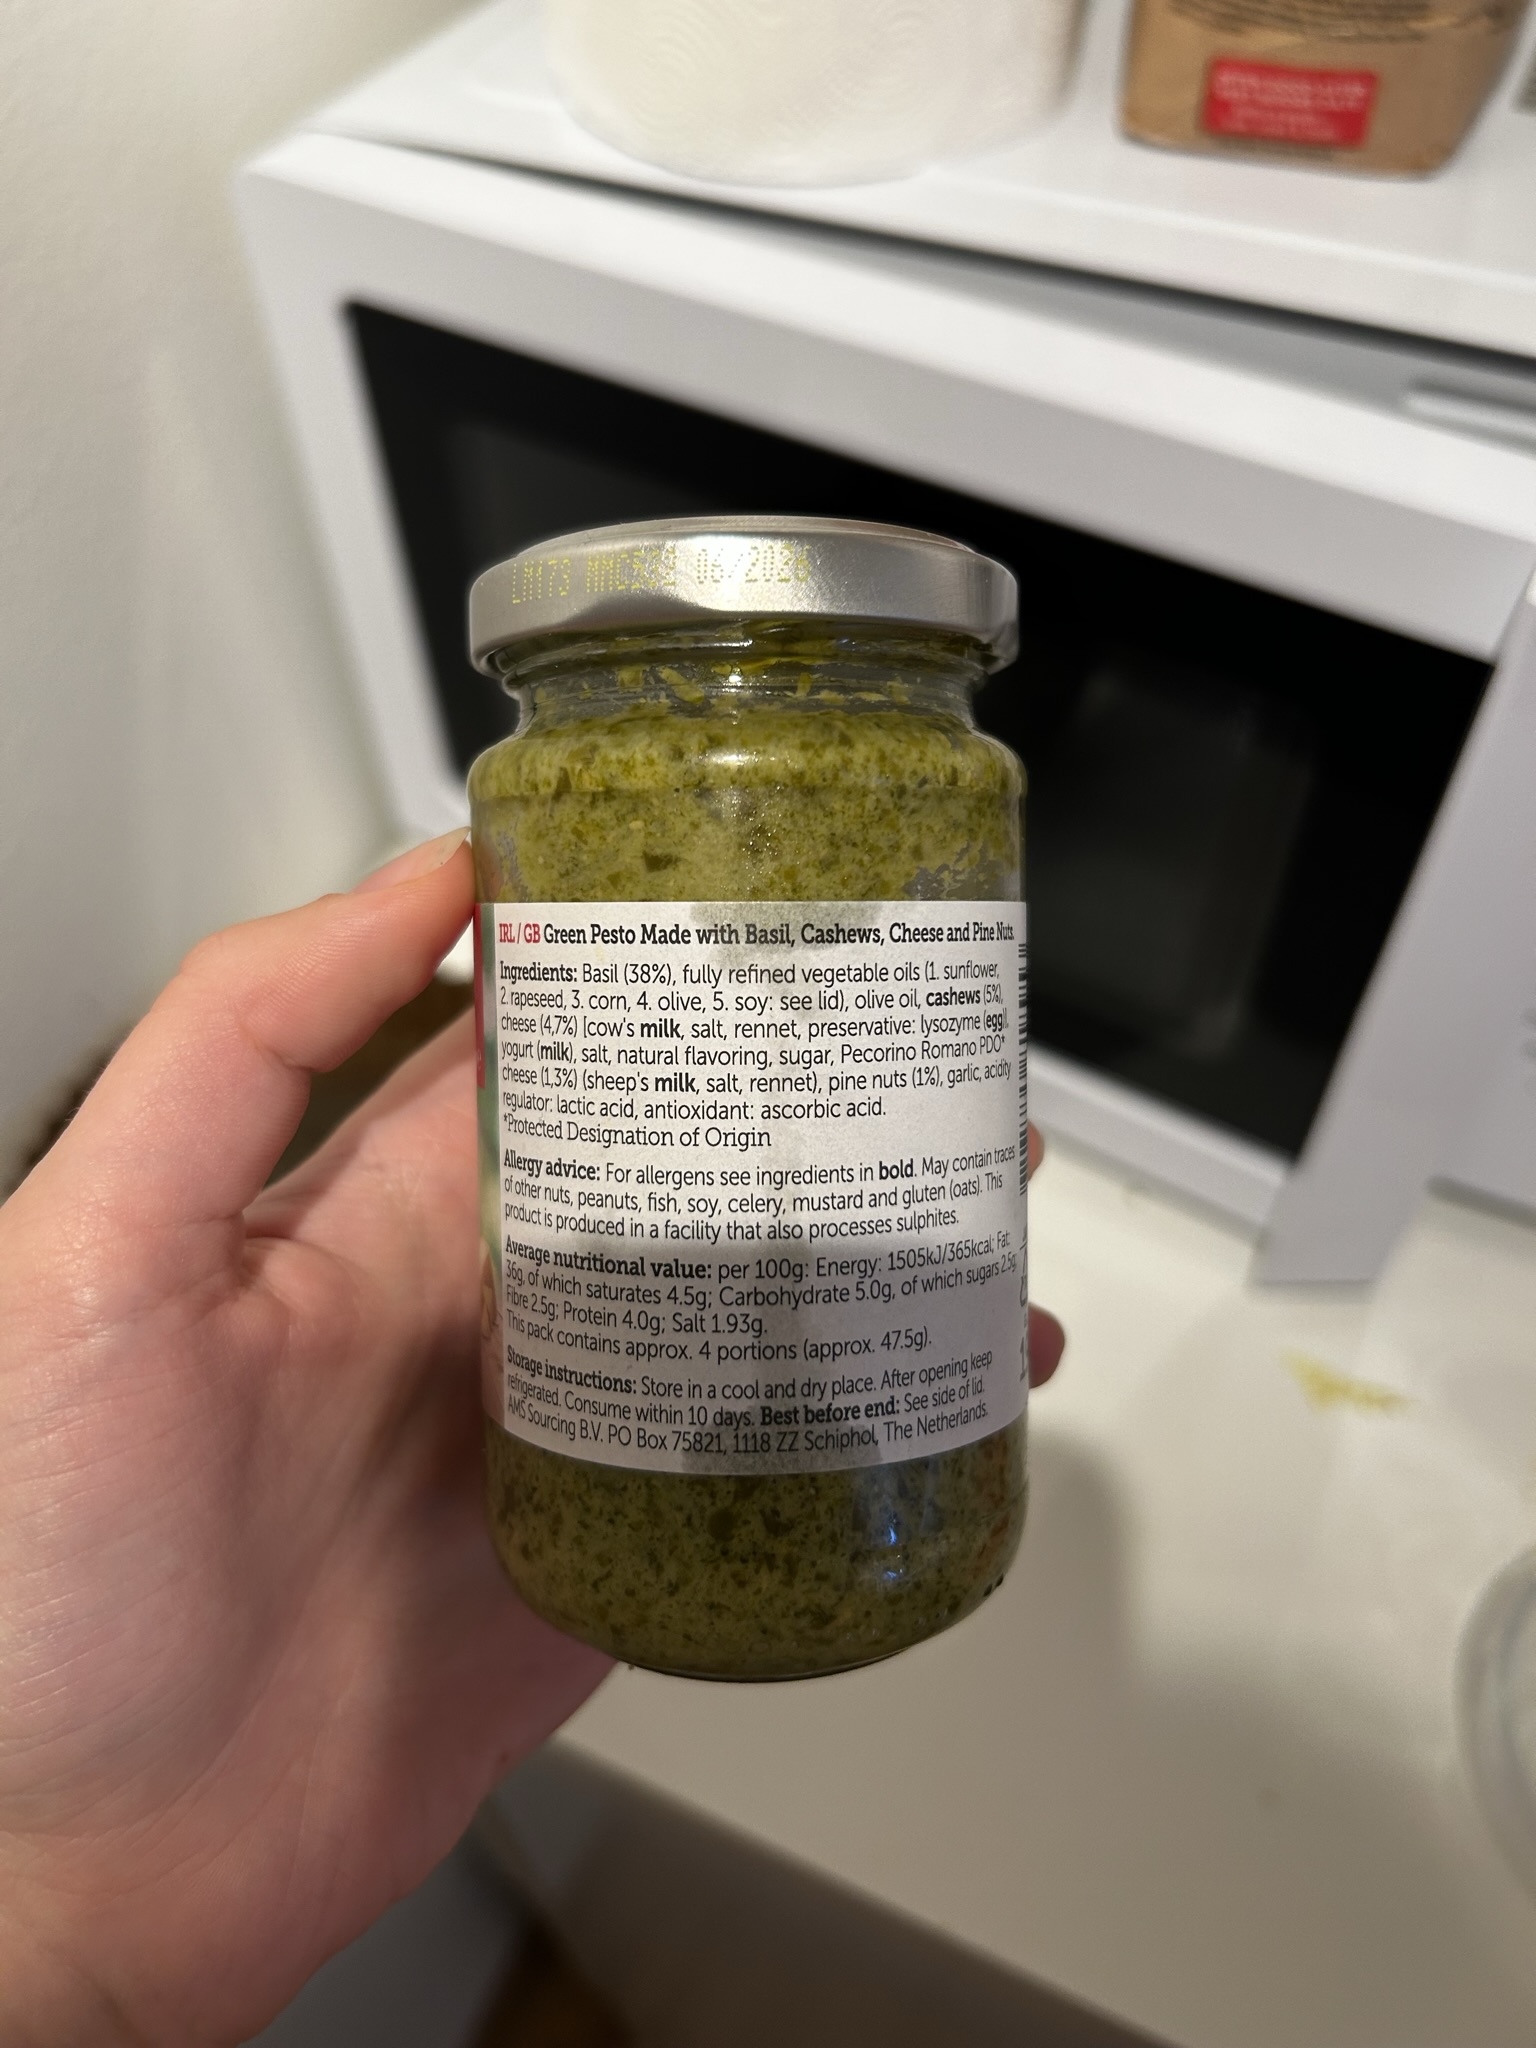 LM173 06/2026
IRL/GB Green Pesto Made with Basil, Cashews, Cheese and Pine Nuts.
Ingredients: Basil (38%), fully refined vegetable oils (1. sunflower,
2. rapeseed, 3. corn, 4. olive, 5. soy: see lid), olive oil, cashews (5%),
cheese (4,7%) [cow's milk, salt, rennet, preservative: lysozyme (egg)],
yogurt (milk), salt, natural flavoring, sugar, Pecorino Romano PDO*
cheese (1,3%) (sheep's milk, salt, rennet), pine nuts (1%), garlic, acidity
regulator: lactic acid, antioxidant: ascorbic acid.
*Protected Designation of Origin
Allergy advice: For allergens see ingredients in bold. May contain traces
of other nuts, peanuts, fish, soy, celery, mustard and gluten (oats). This
product is produced in a facility that also processes sulphites.
Average nutritional value: per 100g: Energy: 1505kJ/365kcal; Fat:
36g, of which saturates 4.5g; Carbohydrate 5.0g, of which sugars 2.5g;
Fibre 2.5g; Protein 4.0g; Salt 1.93g.
This pack contains approx. 4 portions (approx. 47.5g).
Storage instructions: Store in a cool and dry place. After opening keep
refrigerated. Consume within 10 days. Best before end: See side of lid.
AMS Sourcing B.V. PO Box 75821, 1118 ZZ Schiphol, The Netherlands.